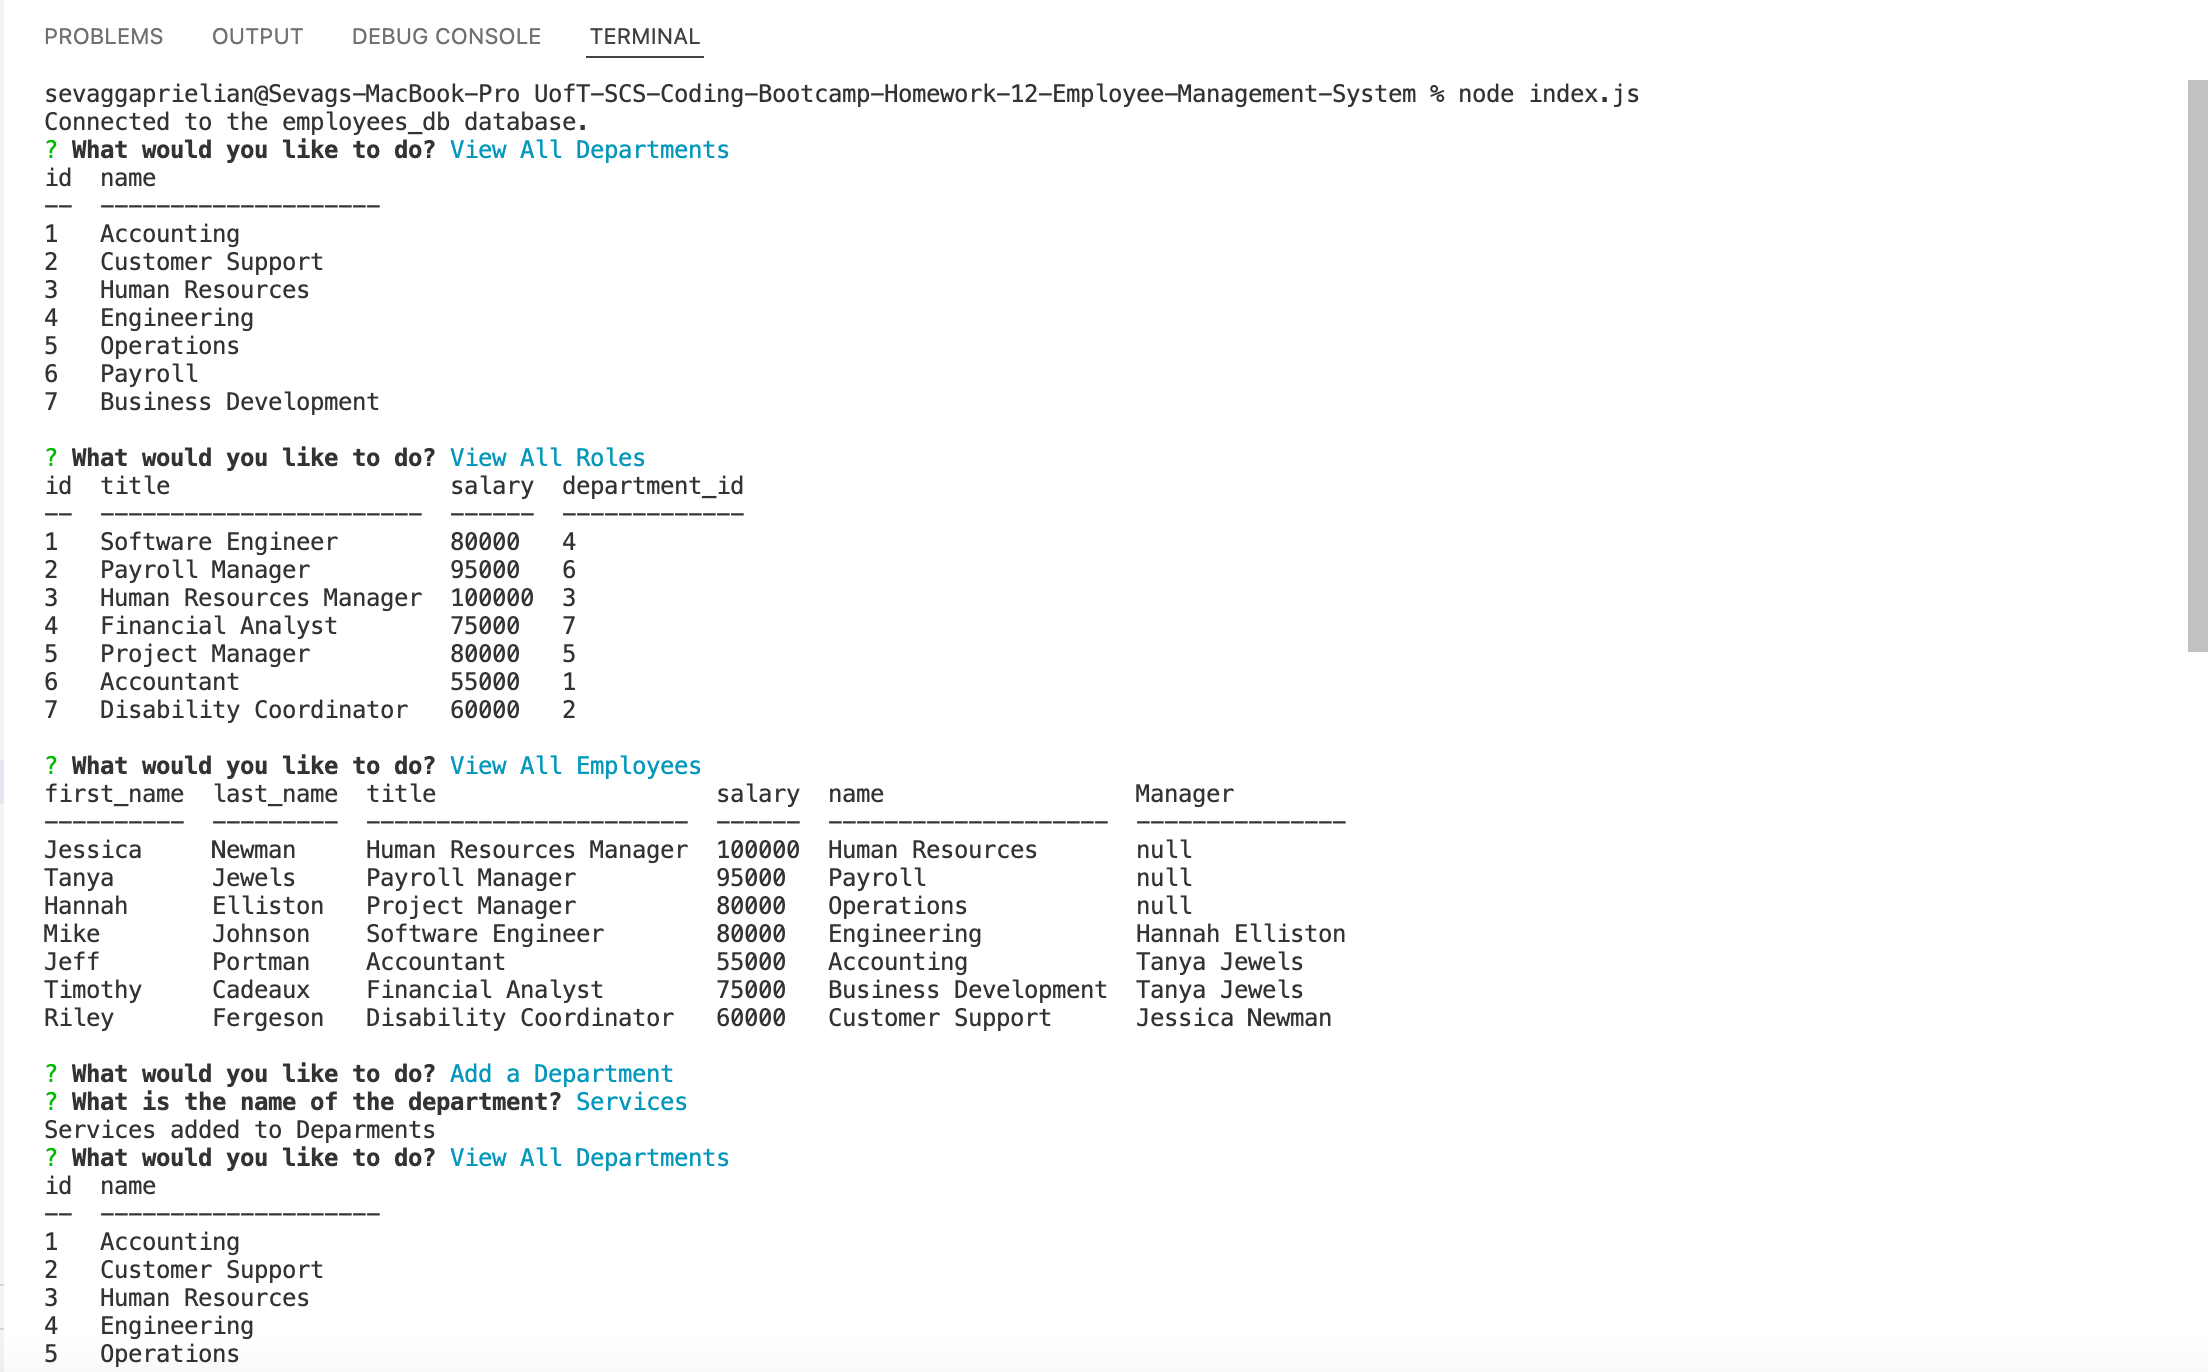 PROBLEMS OUTPUT DEBUG CONSOLE TERMINAL
sevaggaprielian@Sevags-MacBook-Pro UofT-SCS-Coding-Bootcamp-Homework-12-Employee-Management-System % node index.js
Connected to the employees_db database.
? What would you like to do? View All Departments
id  name
--  --------------------
1   Accounting
2   Customer Support
3   Human Resources
4   Engineering
5   Operations
6   Payroll
7   Business Development
? What would you like to do? View All Roles
id  title                    salary  department_id
--  -----------------------  ------  -------------
1   Software Engineer        80000   4
2   Payroll Manager          95000   6
3   Human Resources Manager  100000  3
4   Financial Analyst        75000   7
5   Project Manager          80000   5
6   Accountant               55000   1
7   Disability Coordinator   60000   2
? What would you like to do? View All Employees
first_name  last_name  title                    salary  name                  Manager
----------  ---------  -----------------------  ------  --------------------  ---------------
Jessica     Newman     Human Resources Manager  100000  Human Resources       null
Tanya       Jewels     Payroll Manager          95000   Payroll               null
Hannah      Elliston   Project Manager          80000   Operations            null
Mike        Johnson    Software Engineer        80000   Engineering           Hannah Elliston
Jeff        Portman    Accountant               55000   Accounting            Tanya Jewels
Timothy     Cadeaux    Financial Analyst        75000   Business Development  Tanya Jewels
Riley       Fergeson   Disability Coordinator   60000   Customer Support      Jessica Newman
? What would you like to do? Add a Department
? What is the name of the department? Services
Services added to Deparments
? What would you like to do? View All Departments
id  name
--  --------------------
1   Accounting
2   Customer Support
3   Human Resources
4   Engineering
5   Operations